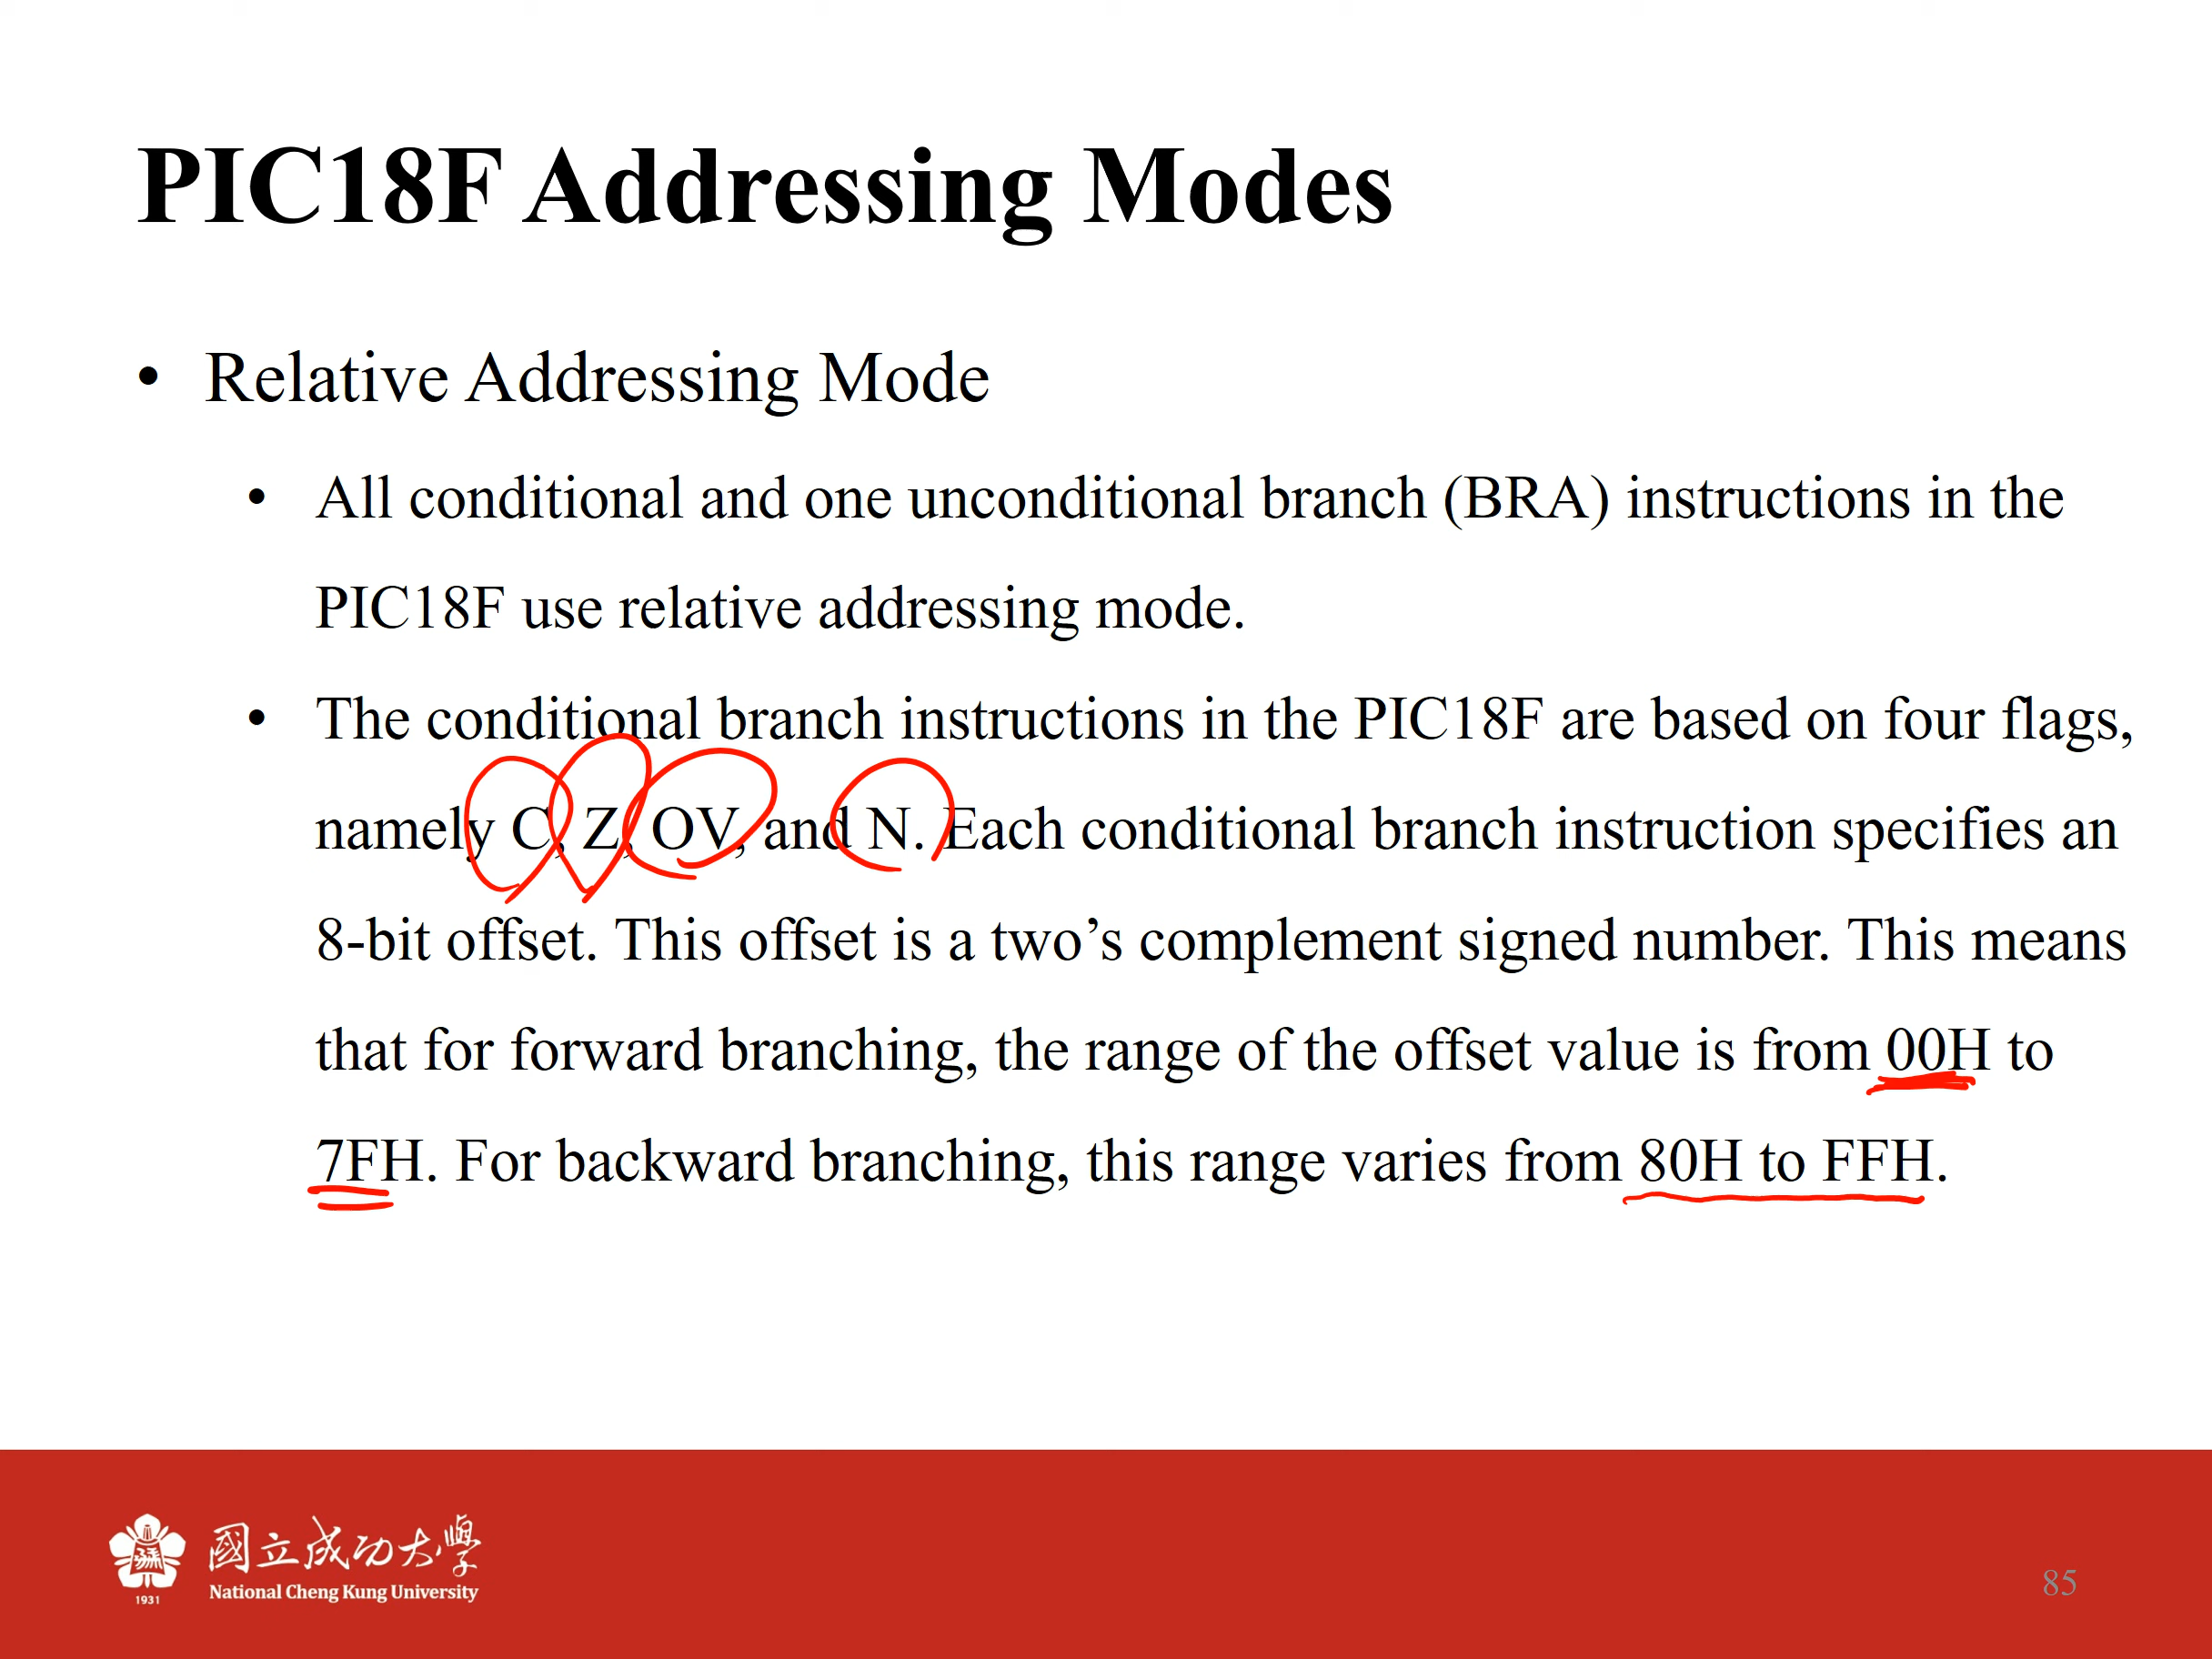 PIC18F Addressing Modes
• Relative Addressing Mode
• All conditional and one unconditional branch (BRA) instructions in the
PIC18F use relative addressing mode.
• The conditional branch instructions in the PIC18F are based on four flags,
namely C, Z, OV, and N. Each conditional branch instruction specifies an
8-bit offset. This offset is a two’s complement signed number. This means
that for forward branching, the range of the offset value is from 00H to
7FH. For backward branching, this range varies from 80H to FFH.
國立成功大學
National Cheng Kung University
1931
85